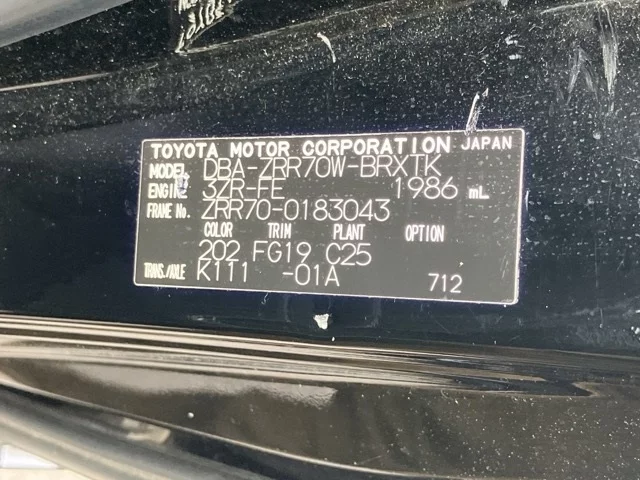 TOYOTA MOTOR CORPORATION JAPAN
MODEL DBA-ZRR70W-BRXTK
ENGINE 3ZR-FE 1986 mL
FRAME No. ZRR70-0183043
COLOR TRIM PLANT OPTION
202 FG19 C25
TRANS./AXLE K111 -01A 712